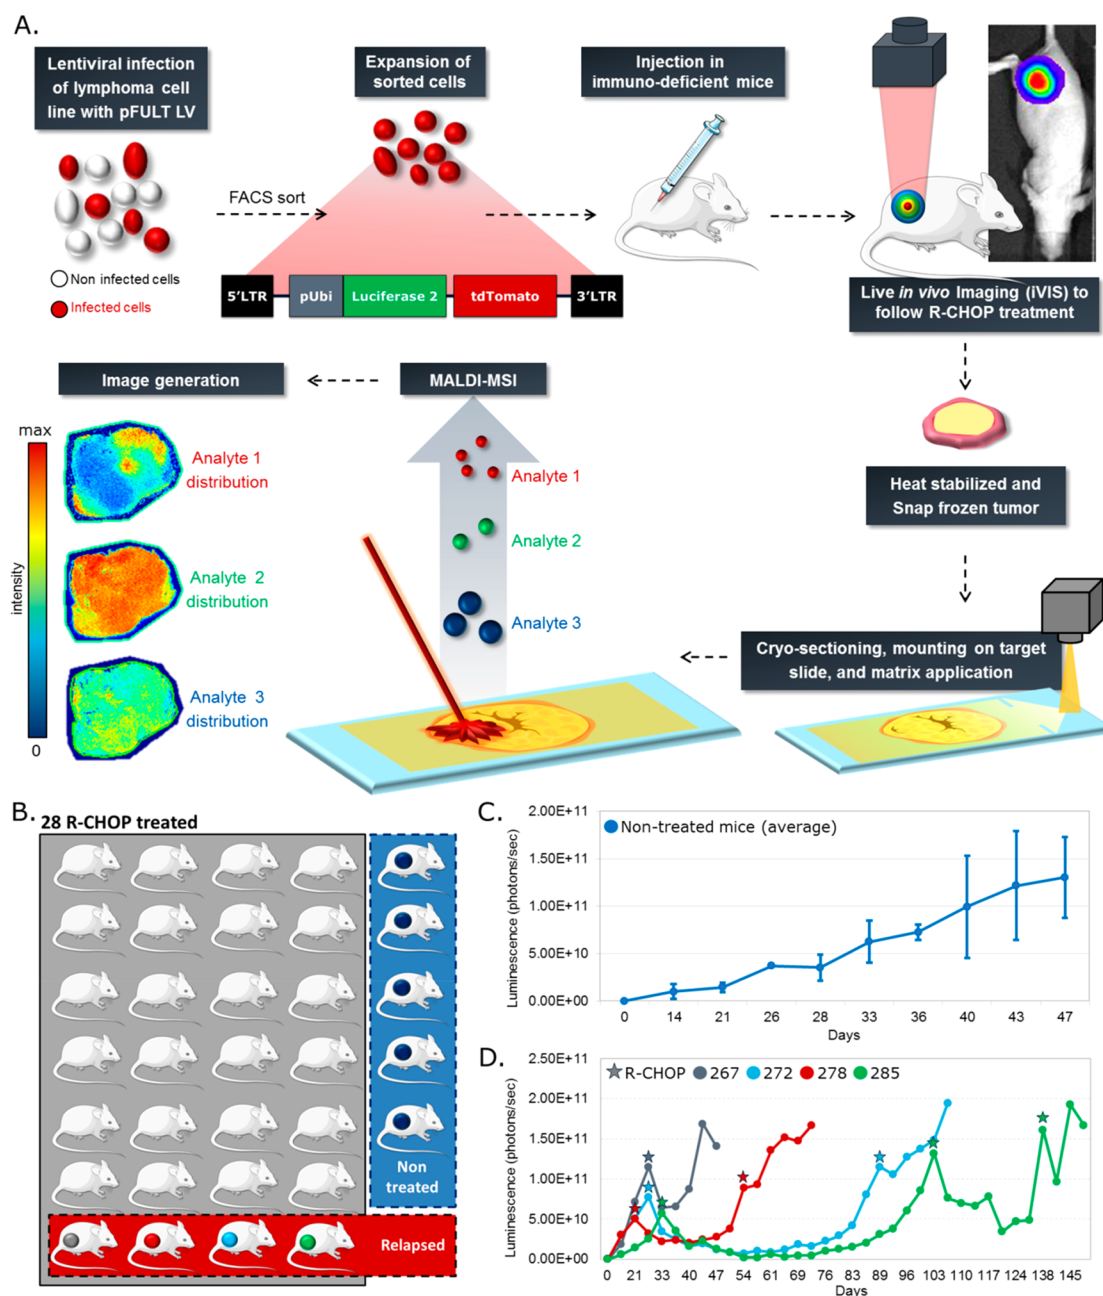 A.
Lentiviral infection
of lymphoma cell
line with pFULT LV
Expansion of
sorted cells
Injection in
immuno-deficient mice
FACS sort
Non infected cells
Infected cells
5'LTR
pUbi
Luciferase 2
tdTomato
3'LTR
Live in vivo Imaging (iVIS) to
follow R-CHOP treatment
Image generation
MALDI-MSI
max
intensity
0
Analyte 1
distribution
Analyte 2
distribution
Analyte 3
distribution
Analyte 1
Analyte 2
Analyte 3
Heat stabilized and
Snap frozen tumor
Cryo-sectioning, mounting on target
slide, and matrix application
B.
28 R-CHOP treated
Non
treated
Relapsed
C.
Non-treated mice (average)
Luminescence (photons/sec)
2.00E+11
1.50E+11
1.00E+11
5.00E+10
0.00E+00
0 14 21 26 28 33 36 40 43 47
Days
D.
R-CHOP 267 272 278 285
Luminescence (photons/sec)
2.50E+11
2.00E+11
1.50E+11
1.00E+11
5.00E+10
0.00E+00
0 21 26 33 40 47 54 61 69 76 83 89 96 103 110 117 124 138 145
Days